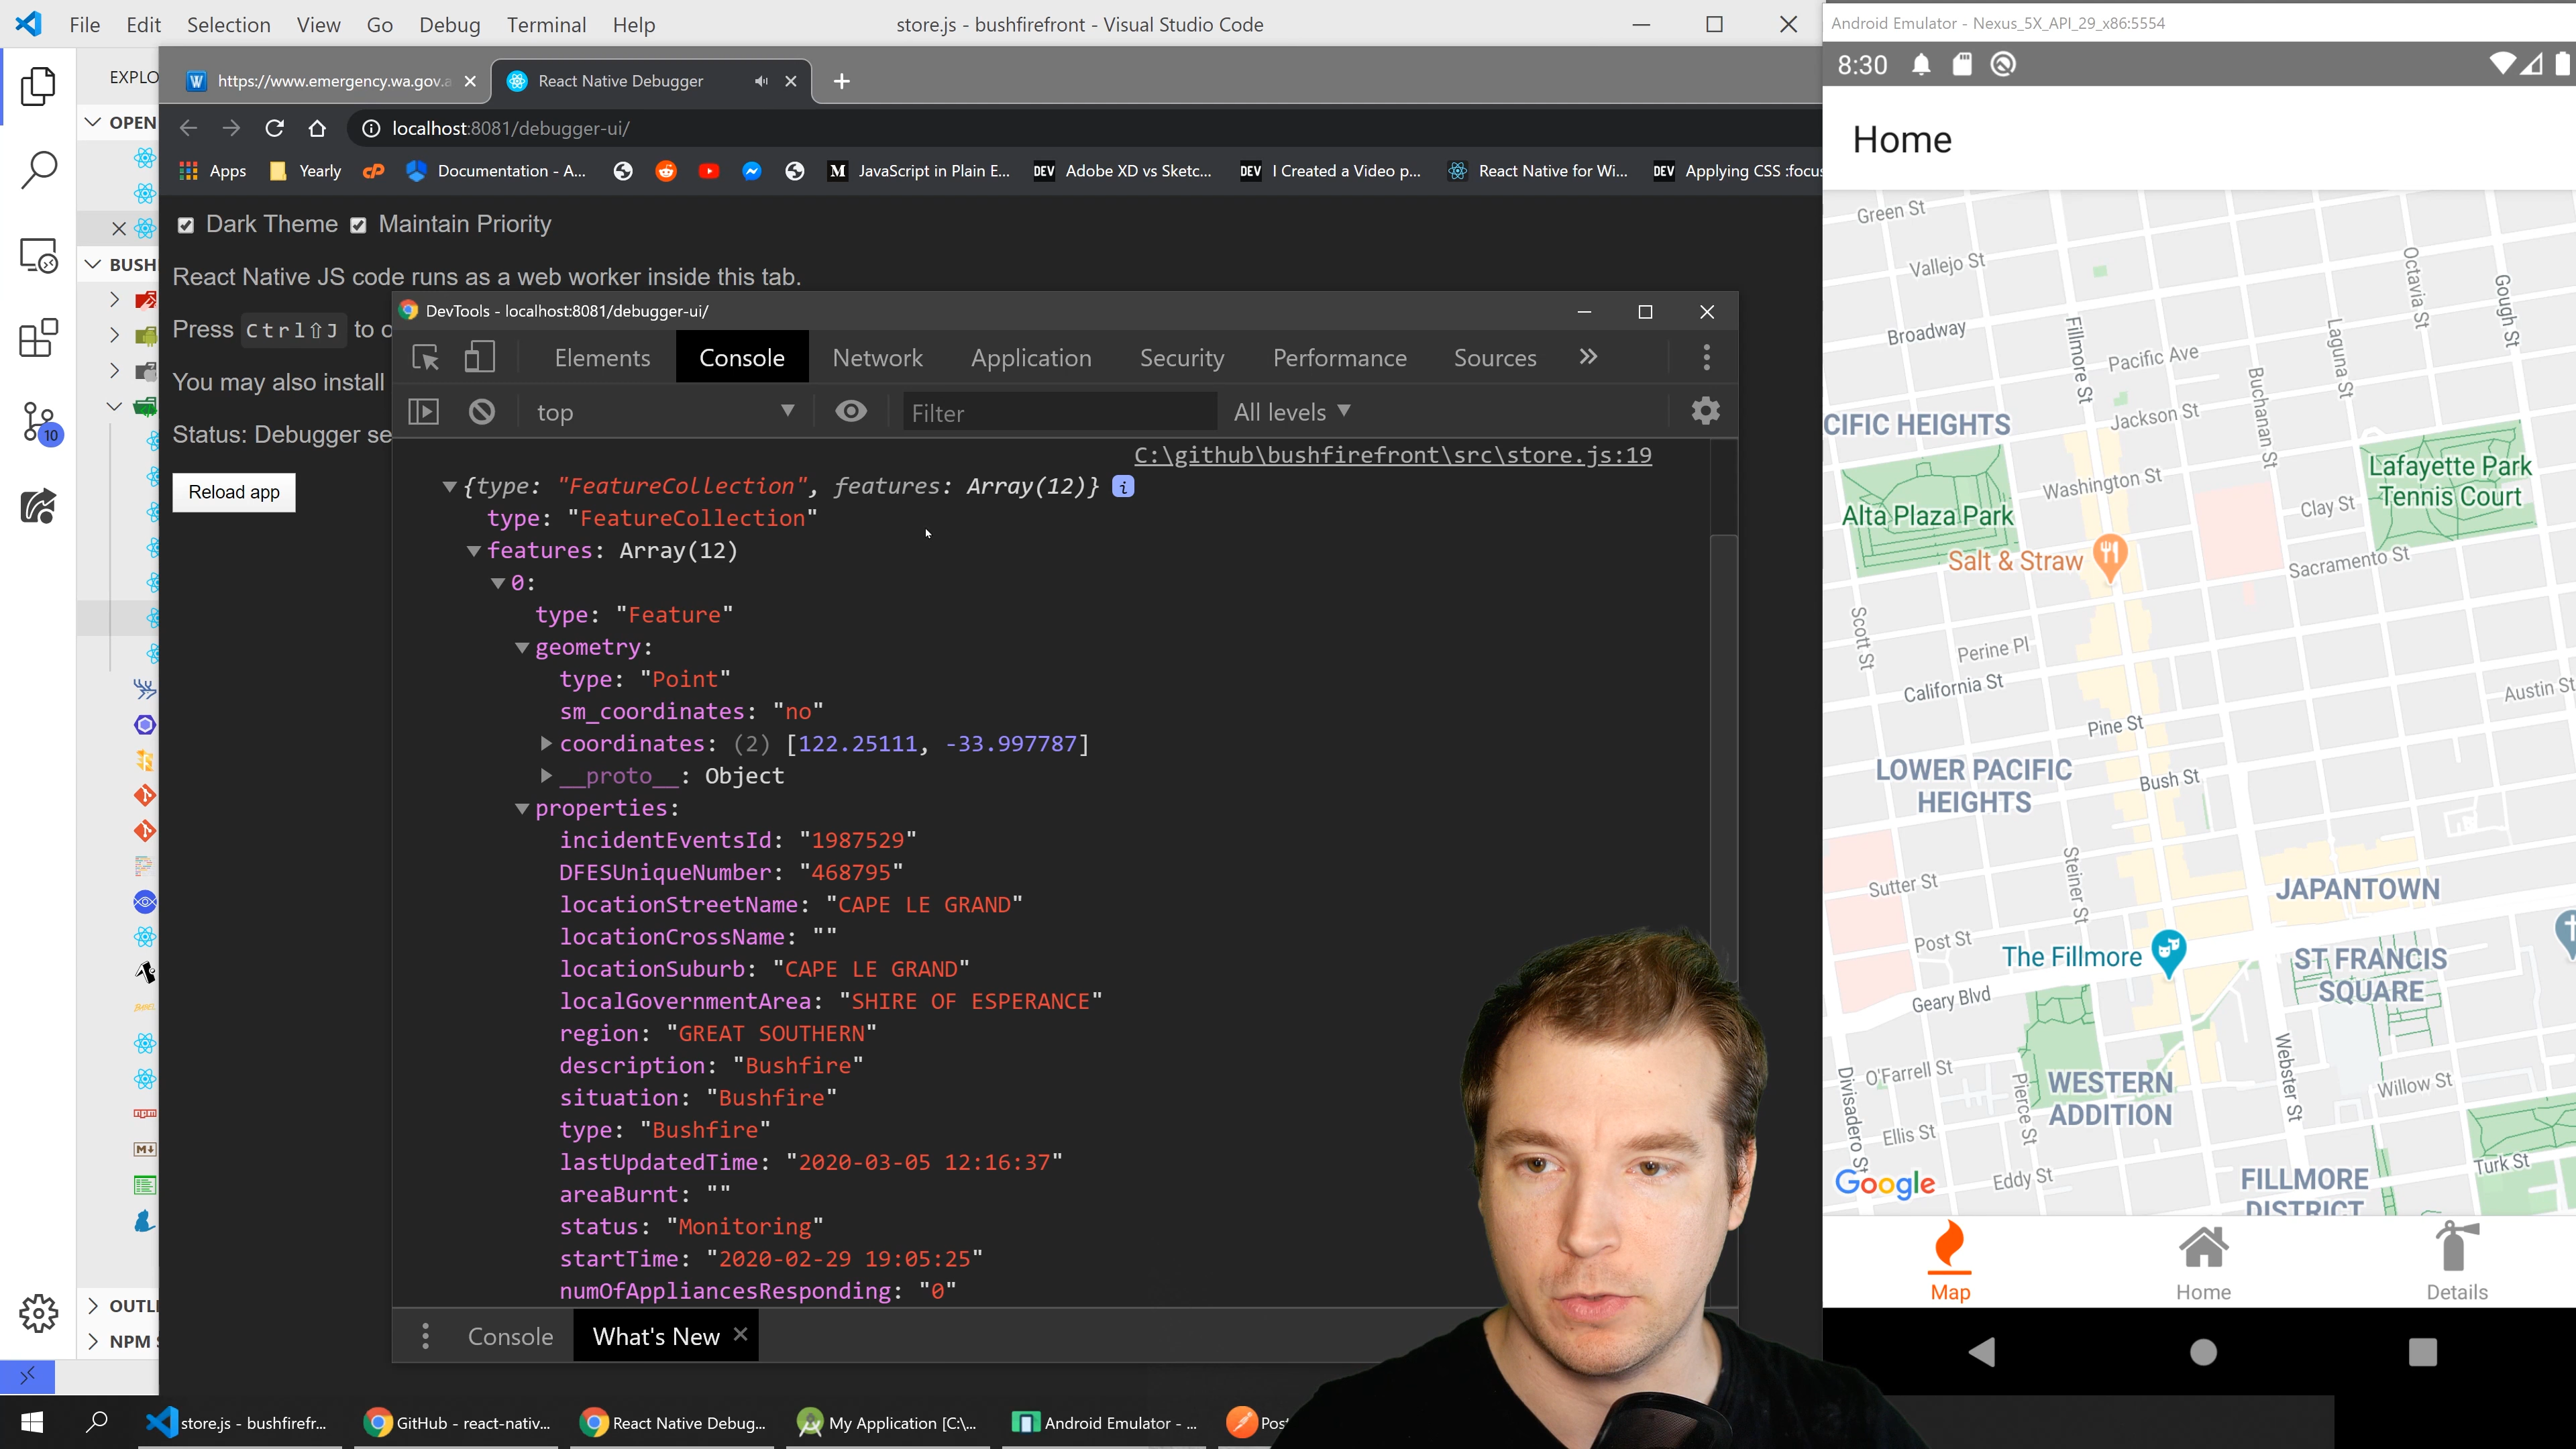 File Edit Selection View Go Debug Terminal Help
store.js - bushfirefront - Visual Studio Code
EXPLO
OPEN
BUSH
10
OUTLI
NPM
https://www.emergency.wa.gov.a
React Native Debugger
localhost:8081/debugger-ui/
Apps
Yearly
Documentation - A...
M JavaScript in Plain E...
DEV Adobe XD vs Sketc...
DEV I Created a Video p...
React Native for Wi...
DEV Applying CSS :focus
Dark Theme Maintain Priority
React Native JS code runs as a web worker inside this tab.
Press Ctrl⇧J to o
You may also install
Status: Debugger se
Reload app
DevTools - localhost:8081/debugger-ui/
Elements Console Network Application Security Performance Sources »
top Filter All levels
C:\github\bushfirefront\src\store.js:19
{type: "FeatureCollection", features: Array(12)} i
type: "FeatureCollection"
features: Array(12)
0:
type: "Feature"
geometry:
type: "Point"
sm_coordinates: "no"
coordinates: (2) [122.25111, -33.997787]
__proto__: Object
properties:
incidentEventsId: "1987529"
DFESUniqueNumber: "468795"
locationStreetName: "CAPE LE GRAND"
locationCrossName: ""
locationSuburb: "CAPE LE GRAND"
localGovernmentArea: "SHIRE OF ESPERANCE"
region: "GREAT SOUTHERN"
description: "Bushfire"
situation: "Bushfire"
type: "Bushfire"
lastUpdatedTime: "2020-03-05 12:16:37"
areaBurnt: ""
status: "Monitoring"
startTime: "2020-02-29 19:05:25"
numOfAppliancesResponding: "0"
Console What's New
Android Emulator - Nexus_5X_API_29_x86:5554
8:30
Home
Green St
Vallejo St
Octavia St
Gough St
Broadway
Fillmore St
Pacific Ave
Laguna St
Buchanan St
Jackson St
CIFIC HEIGHTS
Washington St
Lafayette Park
Tennis Court
Clay St
Alta Plaza Park
Salt & Straw
Sacramento St
Scott St
Perine Pl
California St
Austin St
Pine St
LOWER PACIFIC
HEIGHTS
Bush St
Steiner St
Sutter St
JAPANTOWN
Post St
The Fillmore
ST FRANCIS
SQUARE
Geary Blvd
Webster St
O'Farrell St
Divisadero St
Pierce St
WESTERN
ADDITION
Willow St
Ellis St
Turk St
Eddy St
FILLMORE
DISTRICT
Google
Map Home Details
store.js - bushfirefr...
GitHub - react-nativ...
React Native Debug...
My Application [C:\...
Android Emulator - ...
Pos